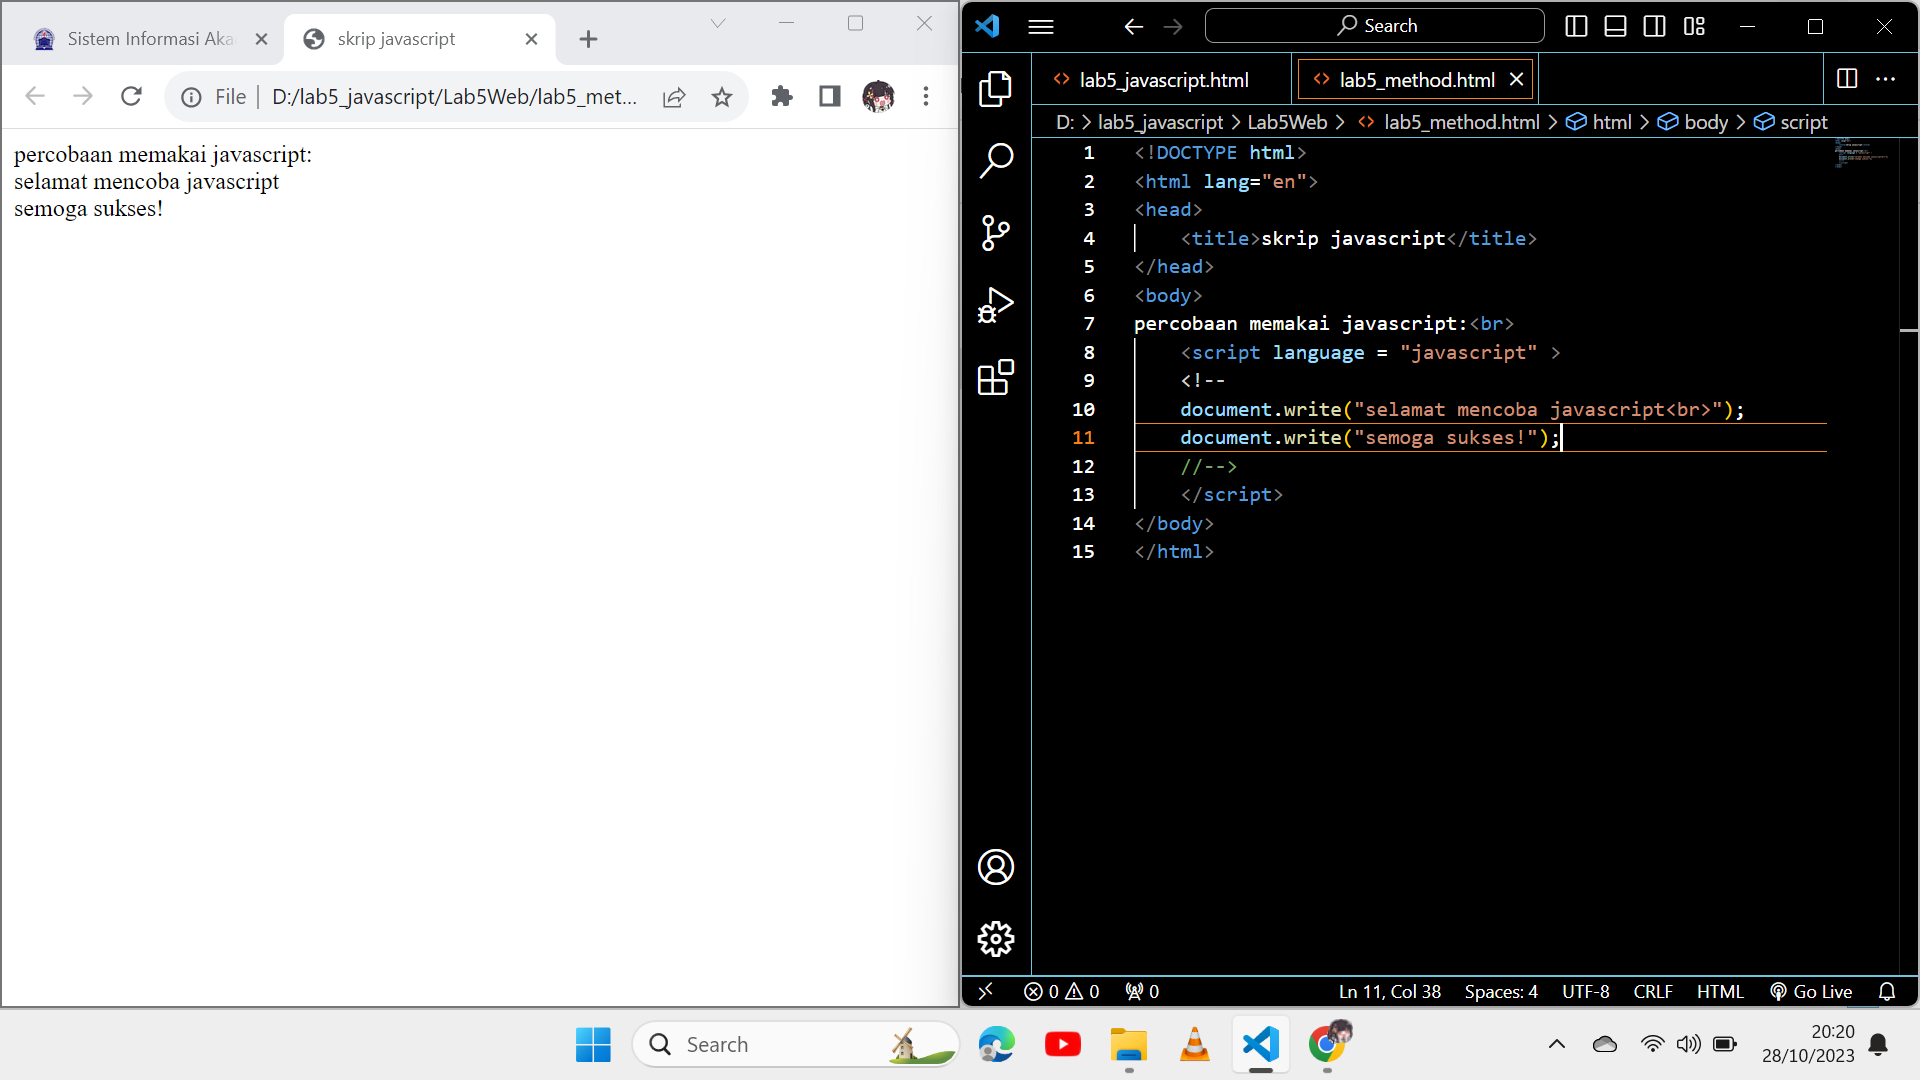 Sistem Informasi Aka
skrip javascript
File
D:/lab5_javascript/Lab5Web/lab5_met...
percobaan memakai javascript:
selamat mencoba javascript
semoga sukses!
Search
lab5_javascript.html
lab5_method.html
D: > lab5_javascript > Lab5Web > lab5_method.html > html > body > script
1 <!DOCTYPE html>
2 <html lang="en">
3 <head>
4 <title>skrip javascript</title>
5 </head>
6 <body>
7 percobaan memakai javascript:<br>
8 <script language = "javascript" >
9 <!--
10 document.write("selamat mencoba javascript<br>");
11 document.write("semoga sukses!");
12 //-->
13 </script>
14 </body>
15 </html>
0 0 0 Ln 11, Col 38 Spaces: 4 UTF-8 CRLF HTML Go Live
Search
20:20
28/10/2023